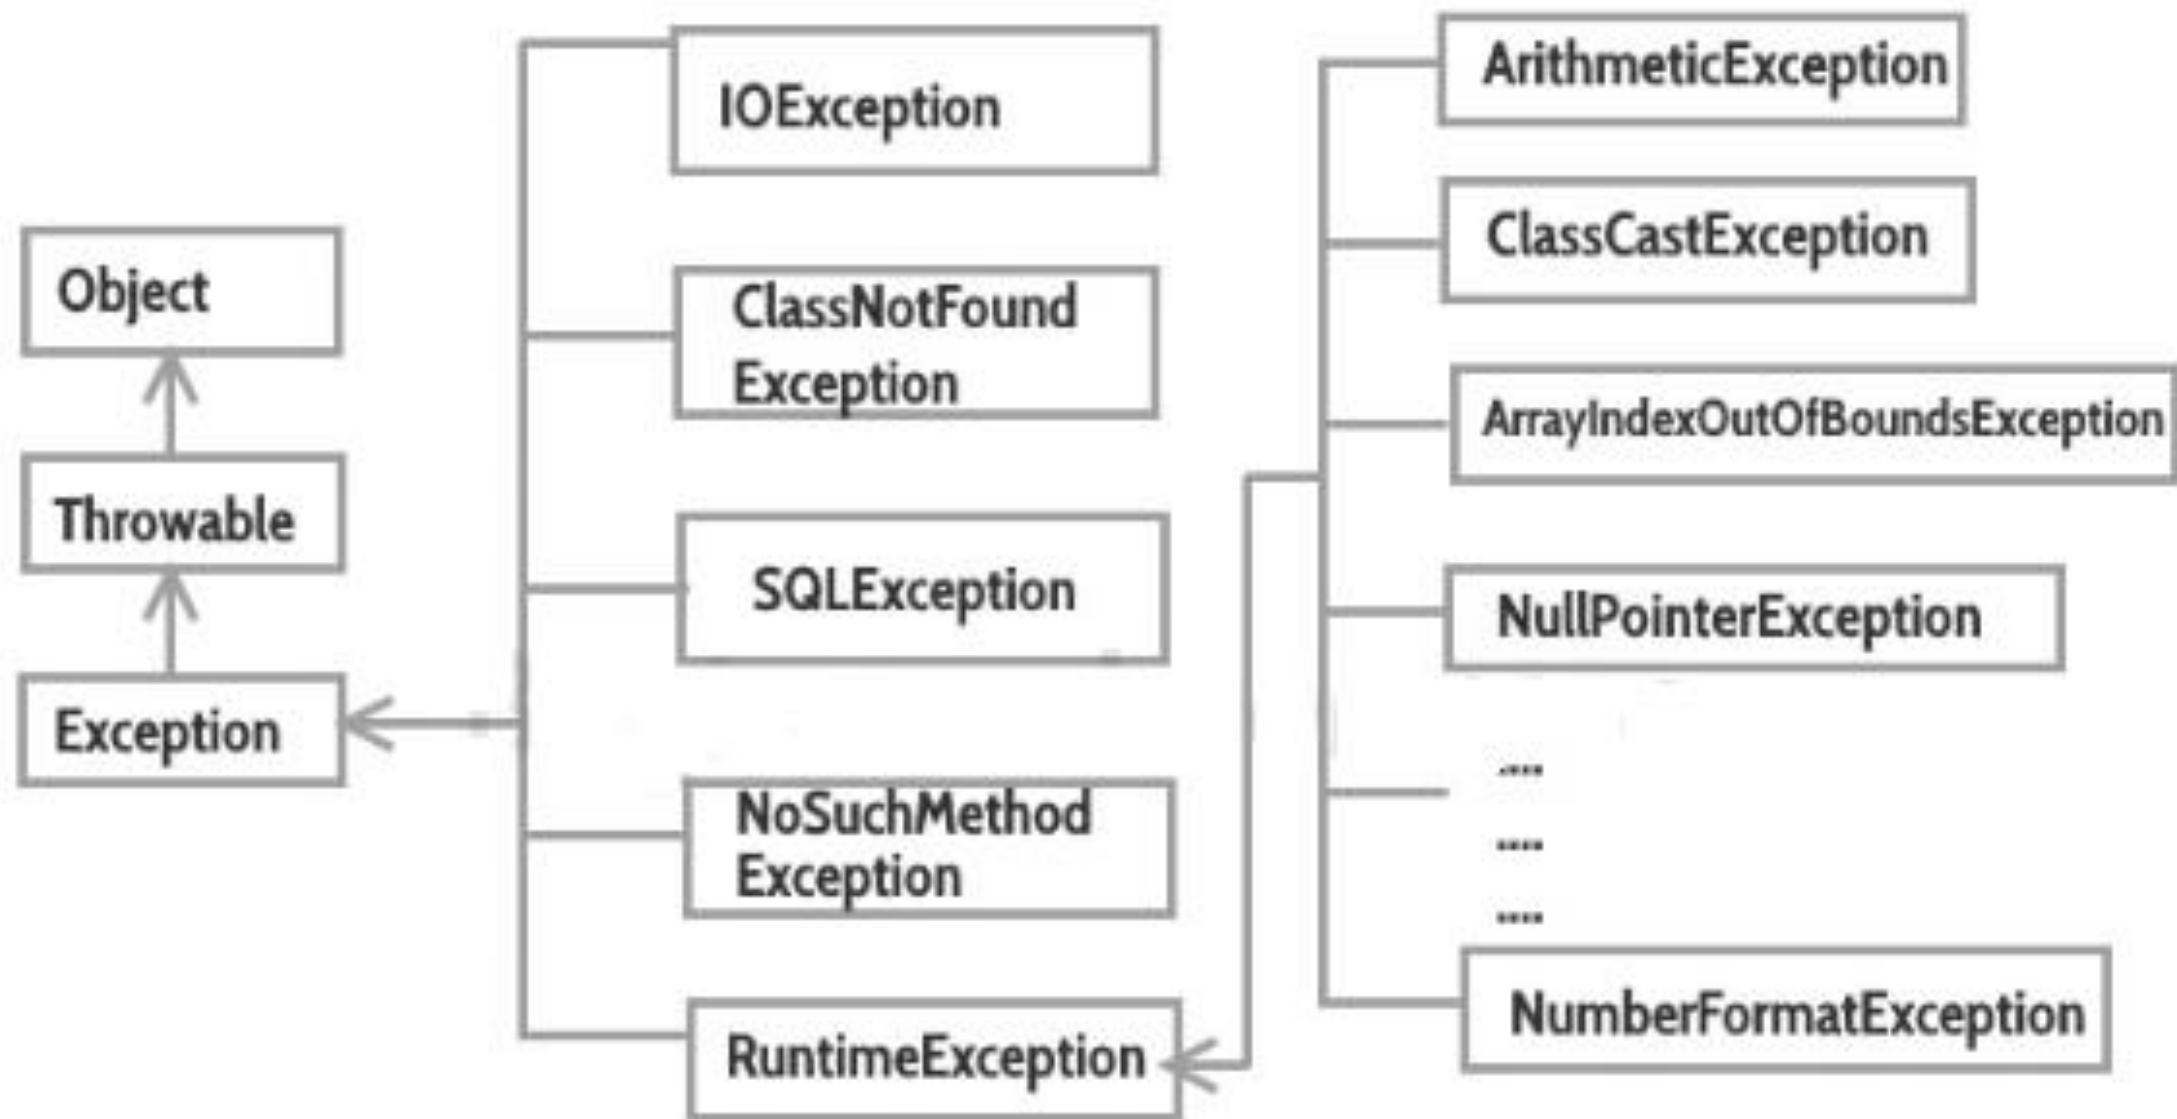 Object
Throwable
Exception
IOException
ClassNotFound
Exception
SQLException
NoSuchMethod
Exception
RuntimeException
ArithmeticException
ClassCastException
ArrayIndexOutOfBoundsException
NullPointerException
....
....
....
NumberFormatException